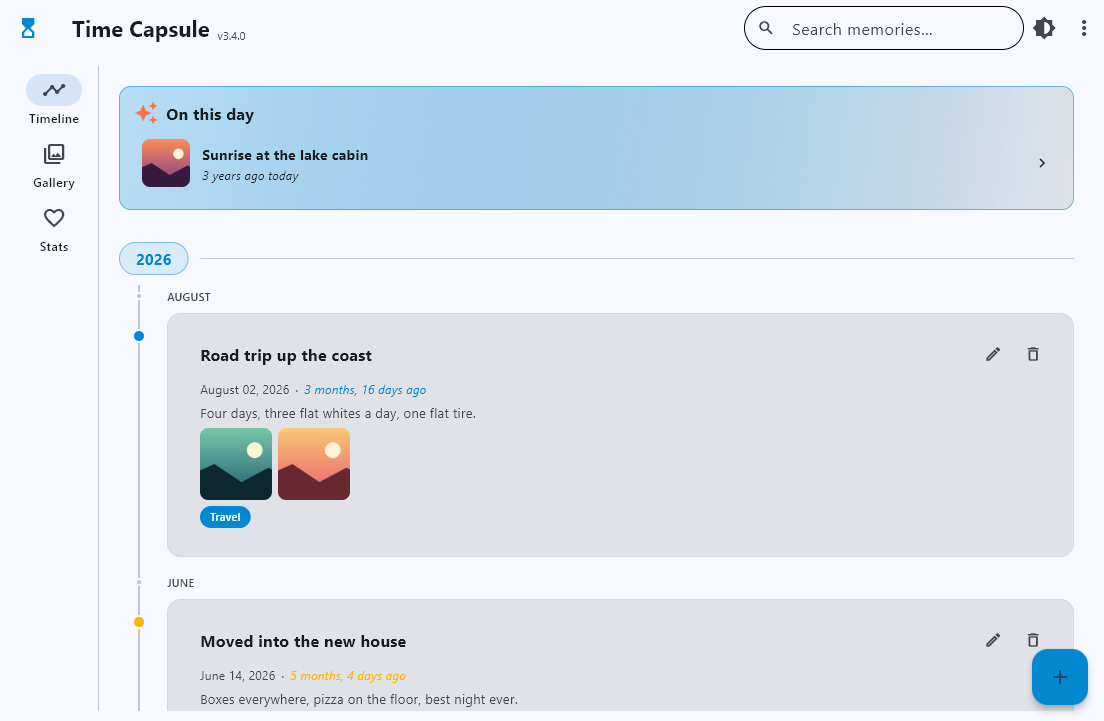 Time Capsule v3.4.0
Search memories...
Timeline
Gallery
Stats
On this day
Sunrise at the lake cabin
3 years ago today
2026
AUGUST
Road trip up the coast
August 02, 2026 · 3 months, 16 days ago
Four days, three flat whites a day, one flat tire.
Travel
JUNE
Moved into the new house
June 14, 2026 · 5 months, 4 days ago
Boxes everywhere, pizza on the floor, best night ever.